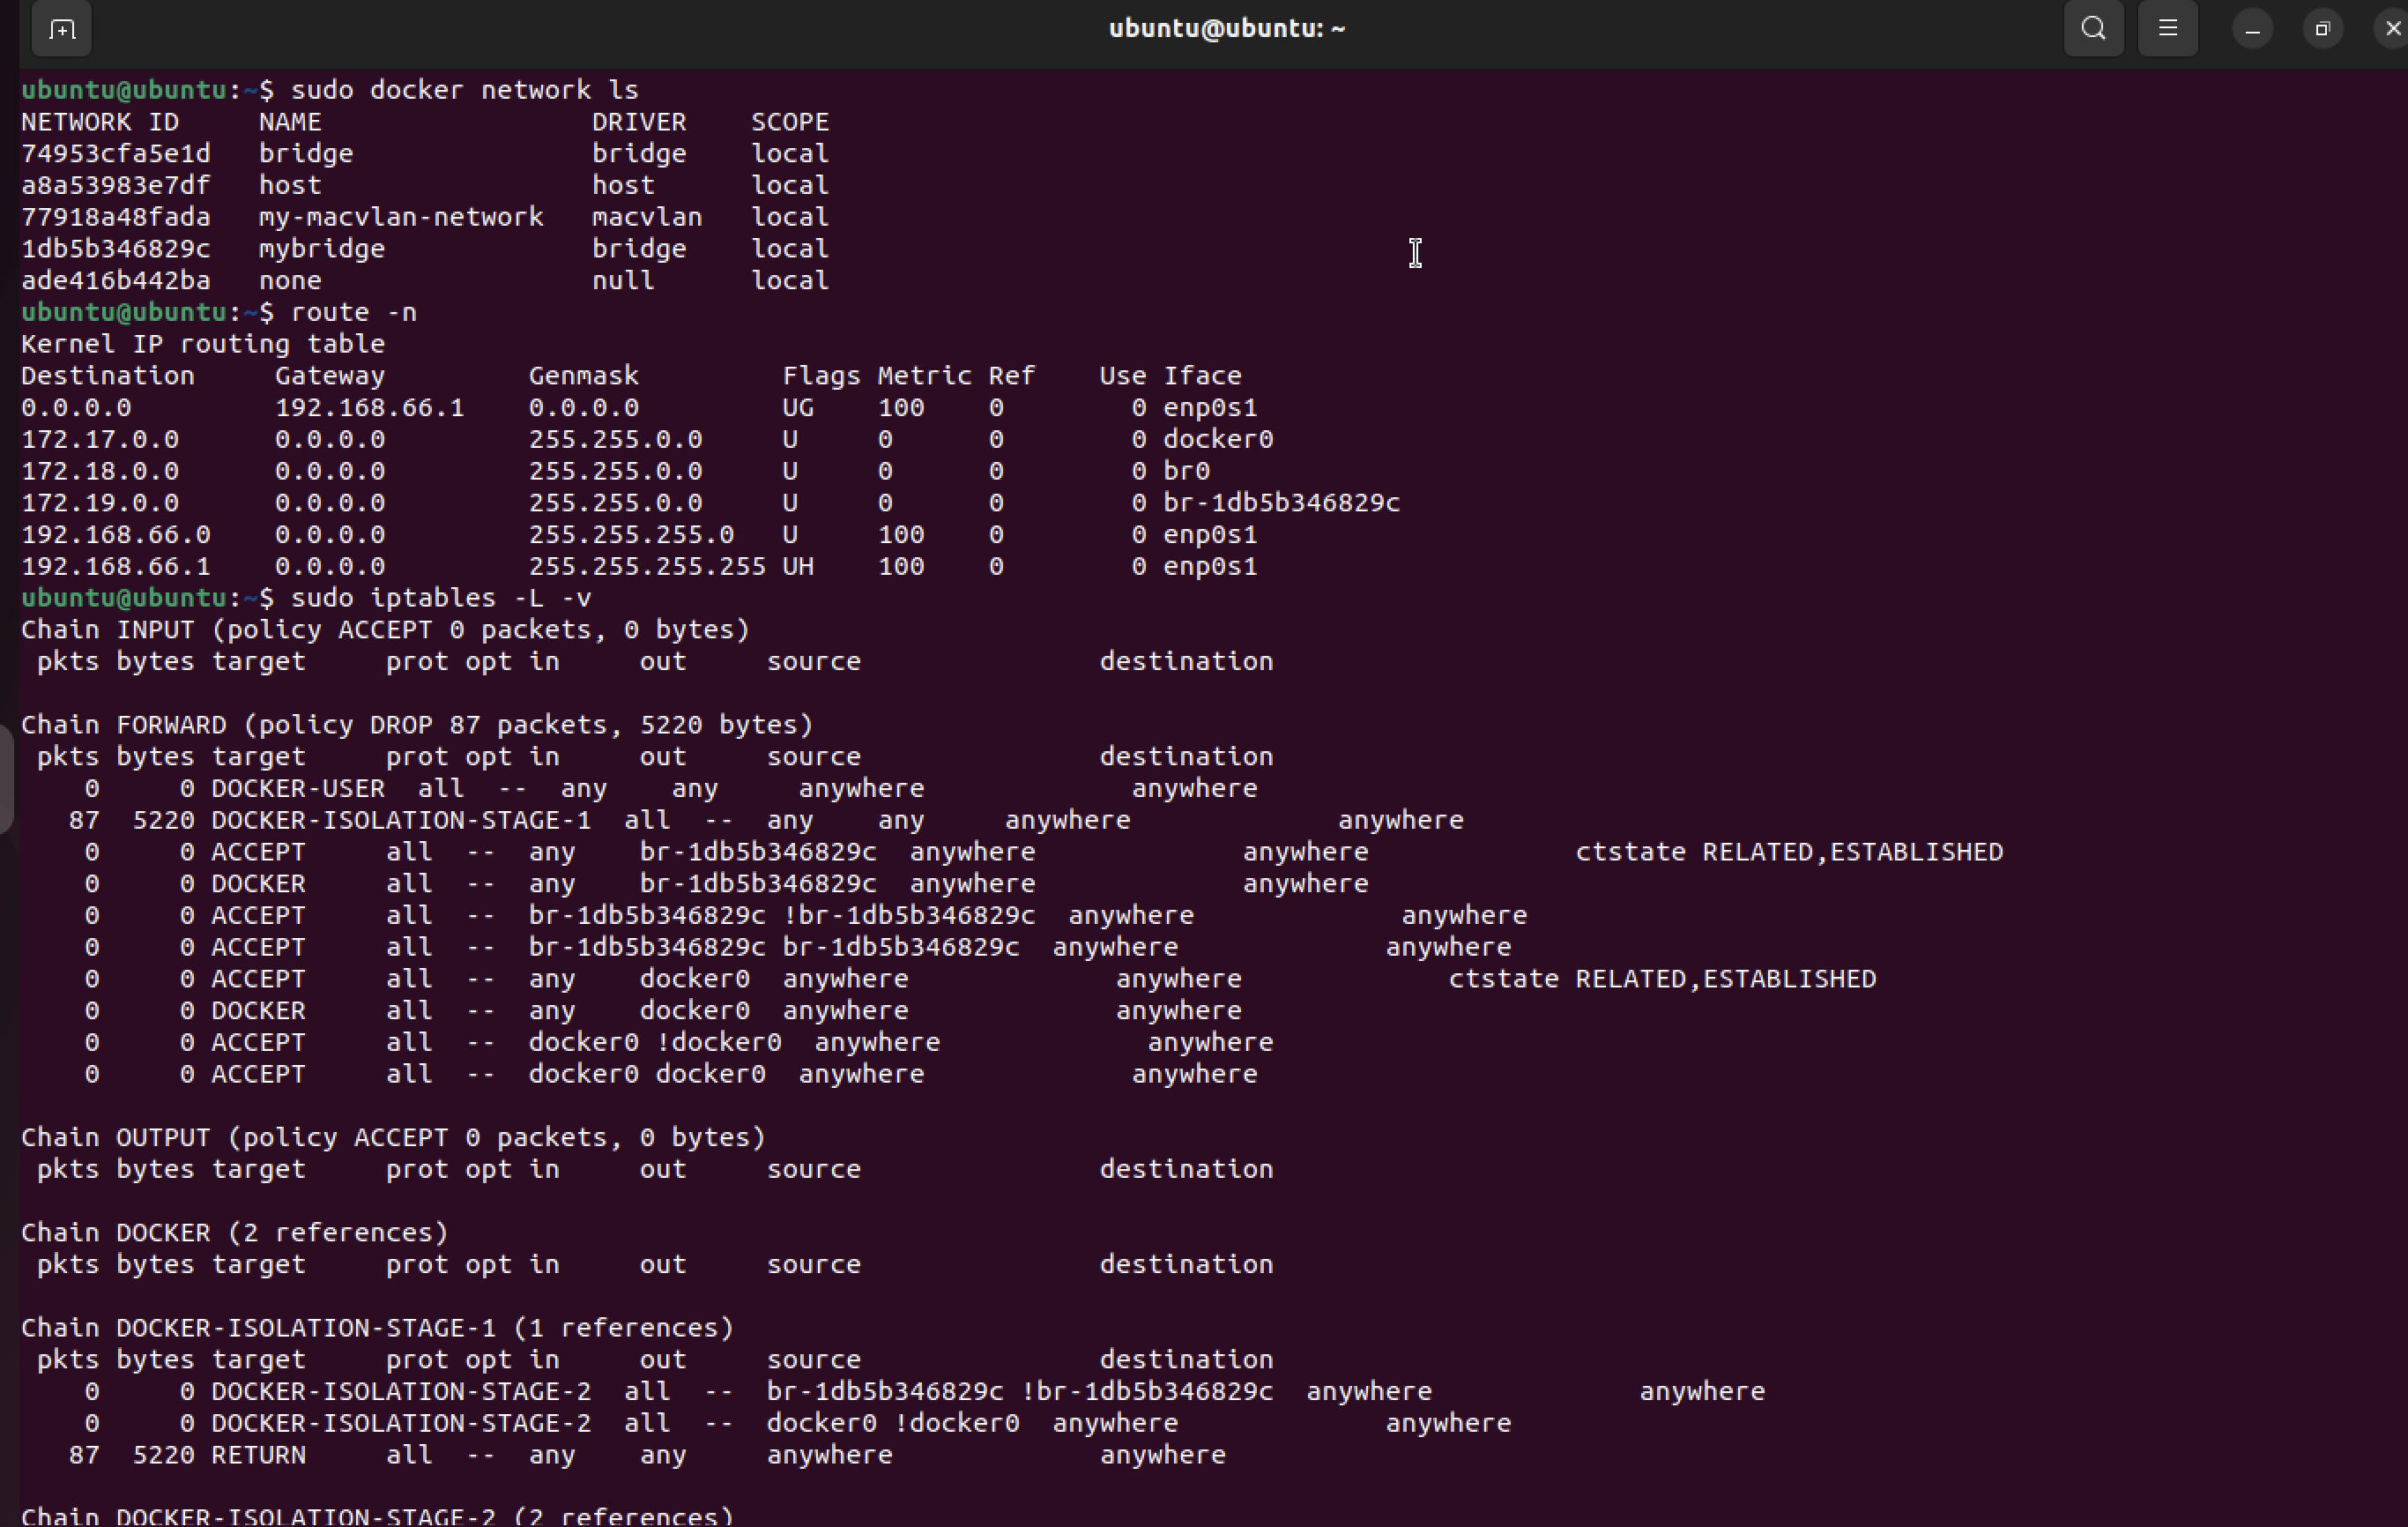 ubuntu@ubuntu: ~
ubuntu@ubuntu:~$ sudo docker network ls
NETWORK ID     NAME                 DRIVER    SCOPE
74953cfa5e1d   bridge               bridge    local
a8a53983e7df   host                 host      local
77918a48fada   my-macvlan-network   macvlan   local
1db5b346829c   mybridge             bridge    local
ade416b442ba   none                 null      local
ubuntu@ubuntu:~$ route -n
Kernel IP routing table
Destination     Gateway         Genmask         Flags Metric Ref    Use Iface
0.0.0.0         192.168.66.1    0.0.0.0         UG    100    0        0 enp0s1
172.17.0.0      0.0.0.0         255.255.0.0     U     0      0        0 docker0
172.18.0.0      0.0.0.0         255.255.0.0     U     0      0        0 br0
172.19.0.0      0.0.0.0         255.255.0.0     U     0      0        0 br-1db5b346829c
192.168.66.0    0.0.0.0         255.255.255.0   U     100    0        0 enp0s1
192.168.66.1    0.0.0.0         255.255.255.255 UH    100    0        0 enp0s1
ubuntu@ubuntu:~$ sudo iptables -L -v
Chain INPUT (policy ACCEPT 0 packets, 0 bytes)
 pkts bytes target     prot opt in     out     source               destination
Chain FORWARD (policy DROP 87 packets, 5220 bytes)
 pkts bytes target     prot opt in     out     source               destination
    0     0 DOCKER-USER  all  --  any    any     anywhere             anywhere
   87  5220 DOCKER-ISOLATION-STAGE-1  all  --  any    any     anywhere             anywhere
    0     0 ACCEPT     all  --  any    br-1db5b346829c  anywhere             anywhere             ctstate RELATED,ESTABLISHED
    0     0 DOCKER     all  --  any    br-1db5b346829c  anywhere             anywhere
    0     0 ACCEPT     all  --  br-1db5b346829c !br-1db5b346829c  anywhere             anywhere
    0     0 ACCEPT     all  --  br-1db5b346829c br-1db5b346829c  anywhere             anywhere
    0     0 ACCEPT     all  --  any    docker0  anywhere             anywhere             ctstate RELATED,ESTABLISHED
    0     0 DOCKER     all  --  any    docker0  anywhere             anywhere
    0     0 ACCEPT     all  --  docker0 !docker0  anywhere             anywhere
    0     0 ACCEPT     all  --  docker0 docker0  anywhere             anywhere
Chain OUTPUT (policy ACCEPT 0 packets, 0 bytes)
 pkts bytes target     prot opt in     out     source               destination
Chain DOCKER (2 references)
 pkts bytes target     prot opt in     out     source               destination
Chain DOCKER-ISOLATION-STAGE-1 (1 references)
 pkts bytes target     prot opt in     out     source               destination
    0     0 DOCKER-ISOLATION-STAGE-2  all  --  br-1db5b346829c !br-1db5b346829c  anywhere             anywhere
    0     0 DOCKER-ISOLATION-STAGE-2  all  --  docker0 !docker0  anywhere             anywhere
   87  5220 RETURN     all  --  any    any     anywhere             anywhere
Chain DOCKER-ISOLATION-STAGE-2 (2 references)